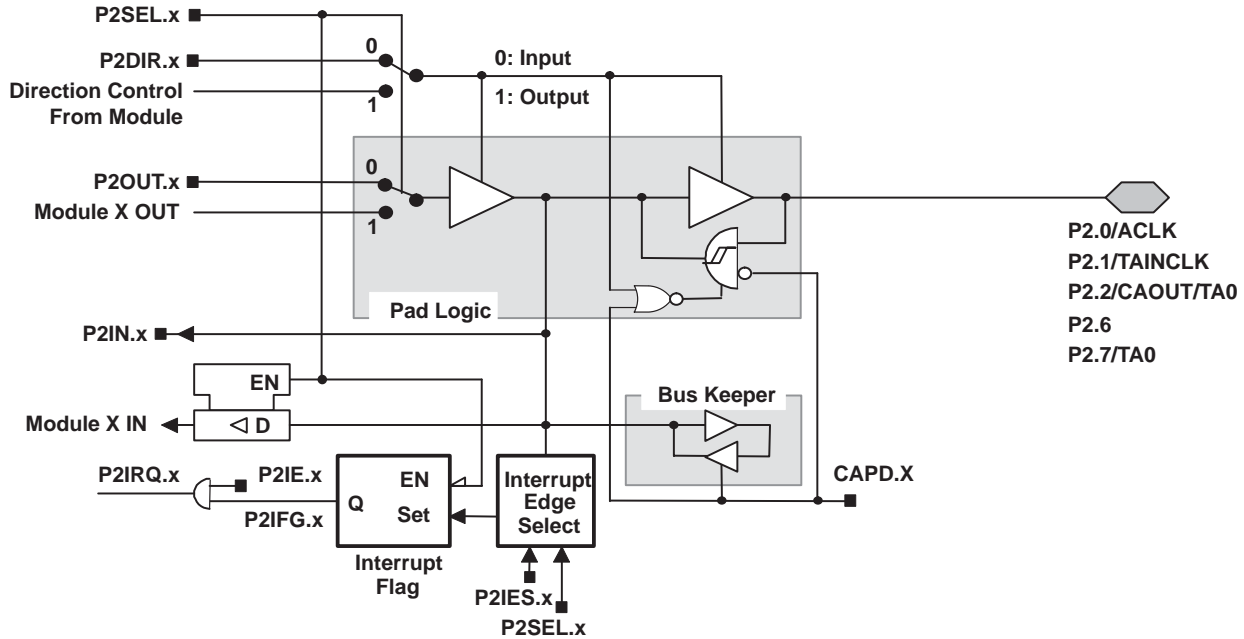 P2SEL.x
P2DIR.x
0
0: Input
Direction Control
From Module
1
1: Output
P2OUT.x
0
Module X OUT
1
P2.0/ACLK
P2.1/TAINCLK
P2.2/CAOUT/TA0
P2.6
P2.7/TA0
Pad Logic
P2IN.x
EN
Bus Keeper
Module X IN
D
P2IRQ.x
P2IE.x
P2IFG.x
Q
EN
Set
Interrupt
Edge
Select
CAPD.X
Interrupt
Flag
P2IES.x
P2SEL.x